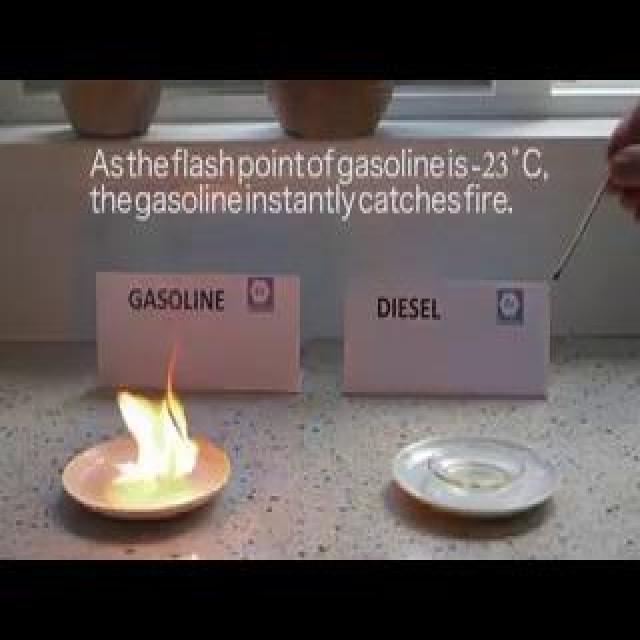 As the flash point of gasoline is -23°C,
the gasoline instantly catches fire.
GASOLINE
DIESEL